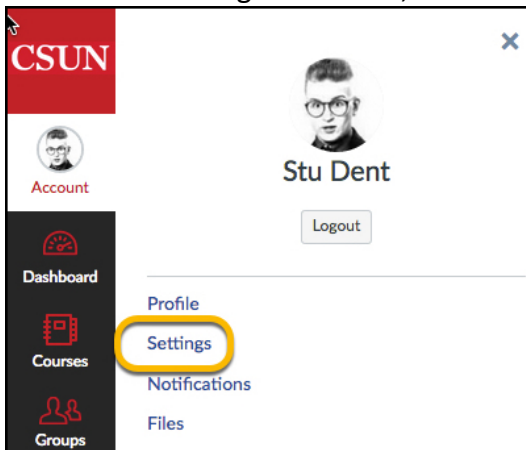 CSUN
Account
Dashboard
Courses
Groups
Stu Dent
Logout
Profile
Settings
Notifications
Files